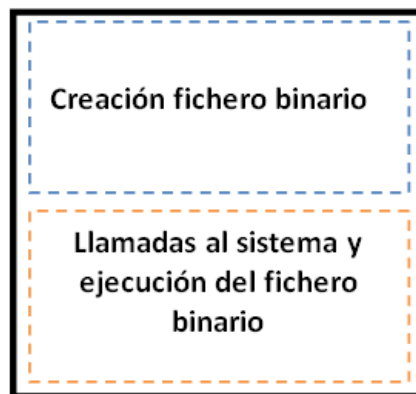 Creación fichero binario
Llamadas al sistema y
ejecución del fichero
binario